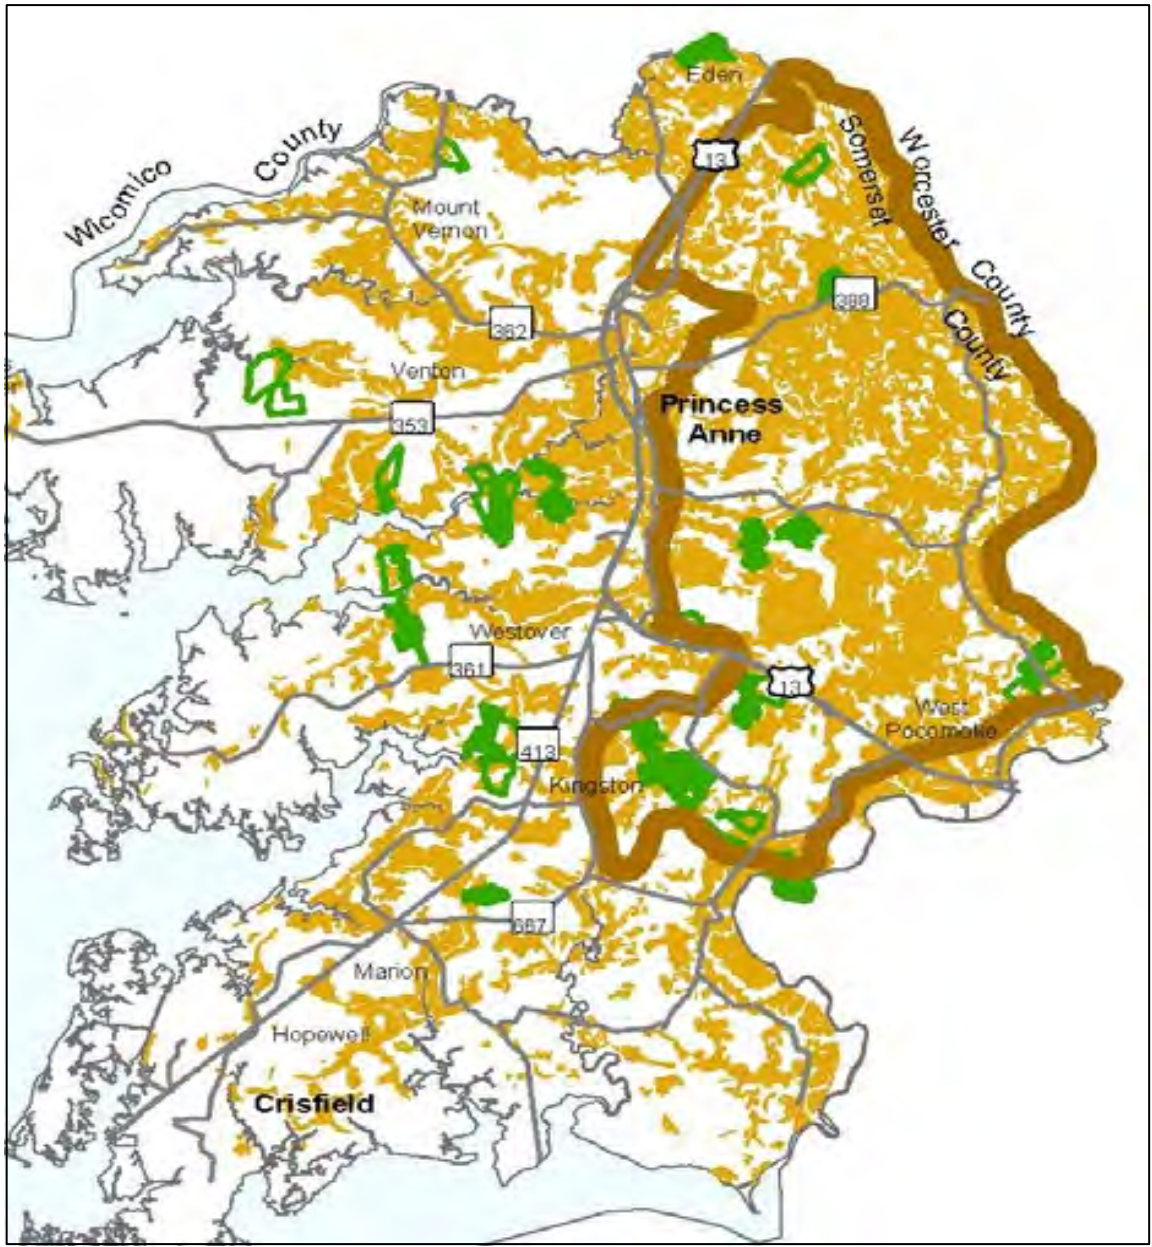 Eden
Wicomico
County
13
Somerset
Worcester
Mount
Vernon
County
County
388
362
Venton
Princess
Anne
353
Westover
361
13
West
Pocomoke
413
Kingston
667
Marion
Hopewell
Crisfield